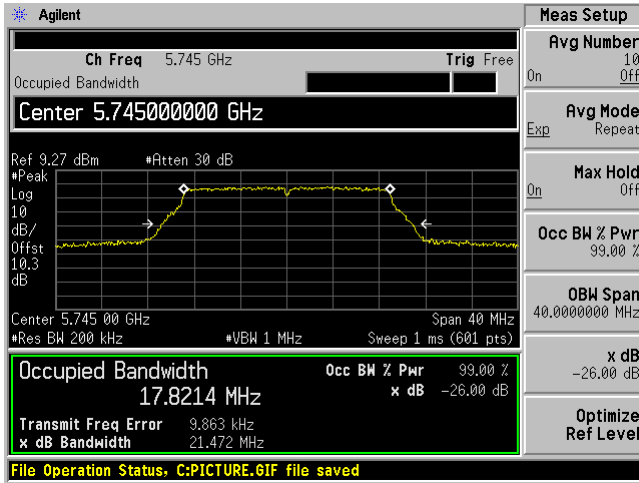 Agilent
Ch Freq 5.745 GHz Trig Free
Occupied Bandwidth
Center 5.745000000 GHz
Ref 9.27 dBm #Atten 30 dB
#Peak
Log
10
dB/
Offst
10.3
dB
Center 5.745 00 GHz Span 40 MHz
#Res BW 200 kHz #VBW 1 MHz Sweep 1 ms (601 pts)
Occupied Bandwidth Occ BW % Pwr 99.00 %
17.8214 MHz x dB -26.00 dB
Transmit Freq Error 9.863 kHz
x dB Bandwidth 21.472 MHz
File Operation Status, C:PICTURE.GIF file saved
Meas Setup
Avg Number
10
On Off
Avg Mode
Exp Repeat
Max Hold
On Off
Occ BW % Pwr
99.00 %
OBW Span
40.0000000 MHz
x dB
-26.00 dB
Optimize
Ref Level